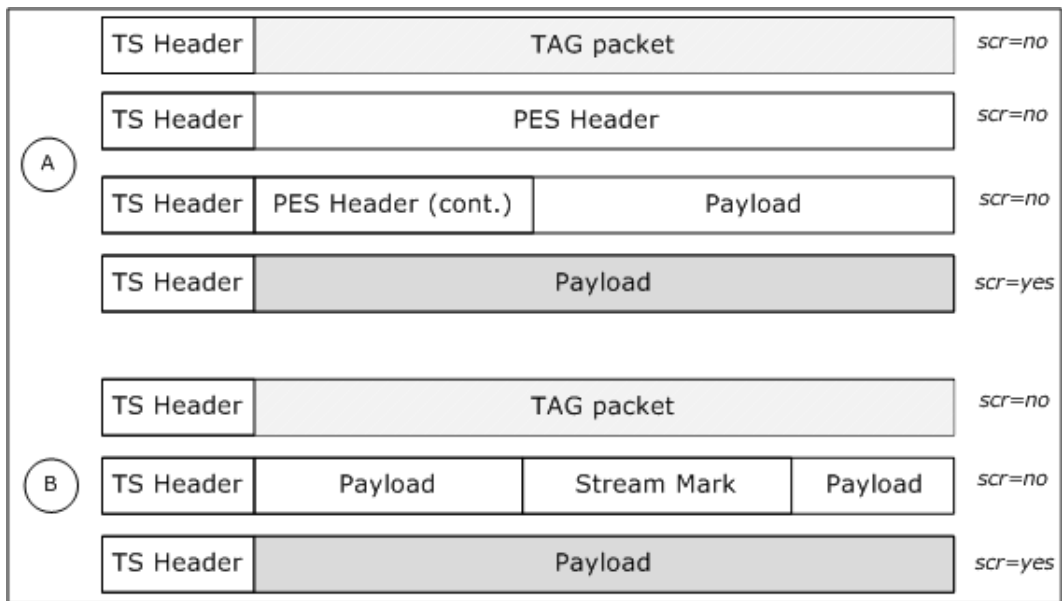 TS Header TAG packet scr=no
TS Header PES Header scr=no
A
TS Header PES Header (cont.) Payload scr=no
TS Header Payload scr=yes
TS Header TAG packet scr=no
B TS Header Payload Stream Mark Payload scr=no
TS Header Payload scr=yes